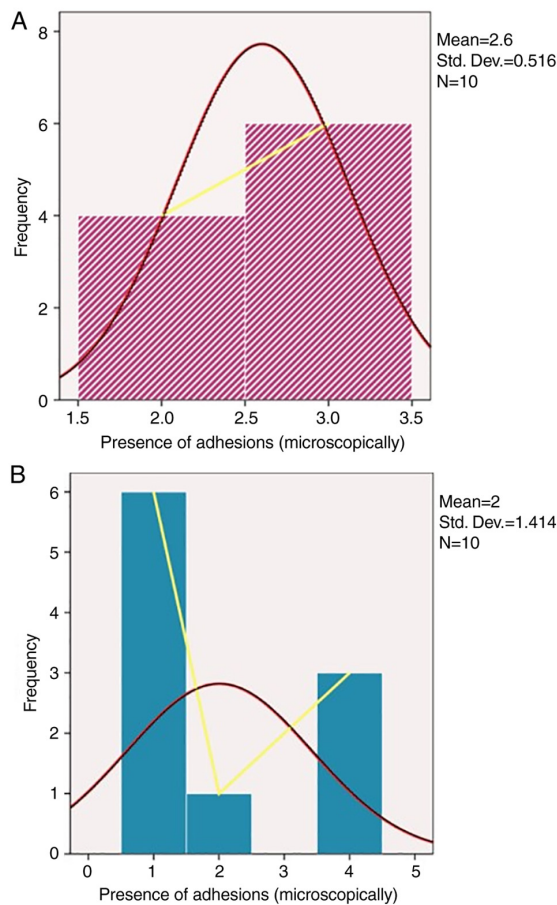 A
Mean=2.6
Std. Dev.=0.516
N=10
8
6
4
2
0
Frequency
1.5 2.0 2.5 3.0 3.5
Presence of adhesions (microscopically)
B
Mean=2
Std. Dev.=1.414
N=10
6
5
4
3
2
1
0
Frequency
0 1 2 3 4 5
Presence of adhesions (microscopically)